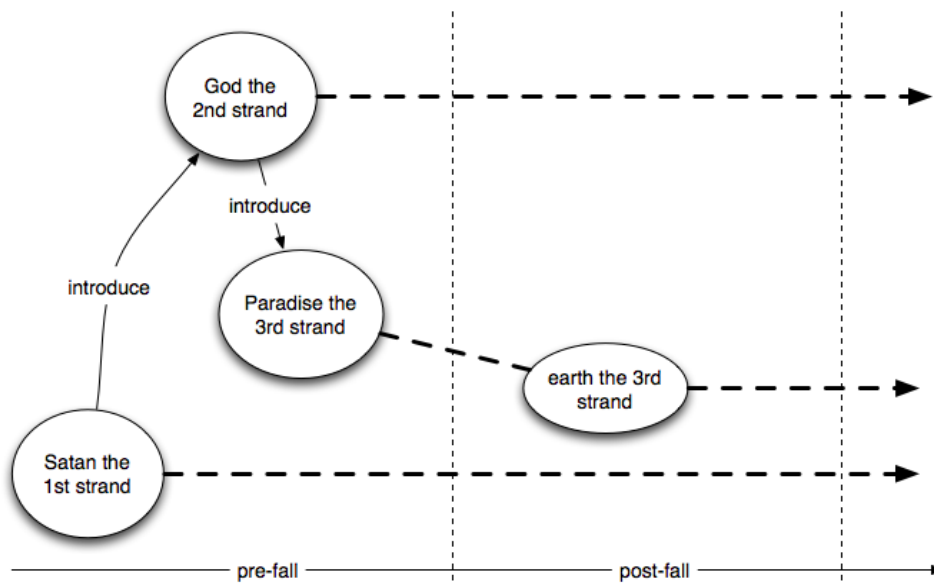 God the
2nd strand
introduce
introduce
Paradise the
3rd strand
earth the 3rd
strand
Satan the
1st strand
pre-fall
post-fall